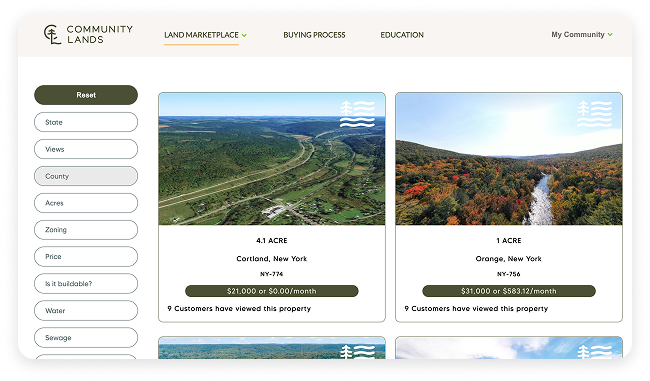 COMMUNITY
LANDS
LAND MARKETPLACE
BUYING PROCESS
EDUCATION
My Community
Reset
State
Views
County
Acres
Zoning
Price
Is it buildable?
Water
Sewage
4.1 ACRE
Cortland, New York
NY-774
$21,000 or $0.00/month
9 Customers have viewed this property
1 ACRE
Orange, New York
NY-756
$31,000 or $583.12/month
9 Customers have viewed this property